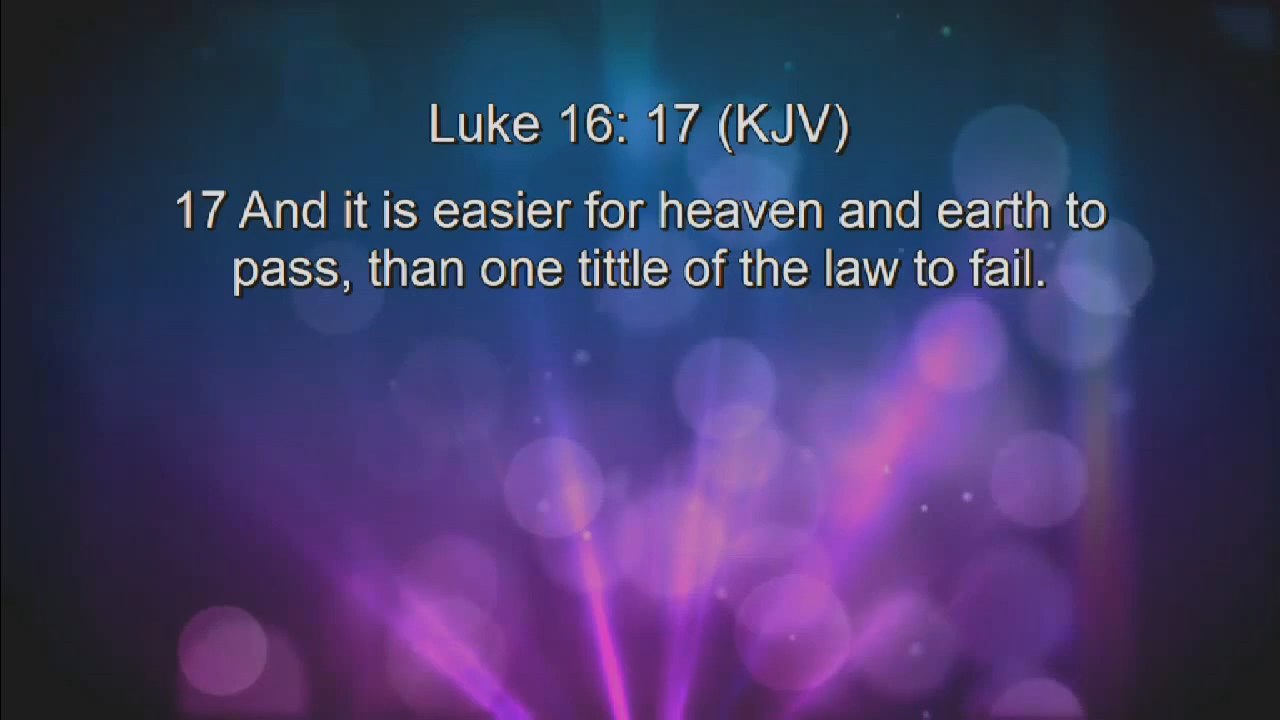 Luke 16: 17 (KJV)
17 And it is easier for heaven and earth to
pass, than one tittle of the law to fail.